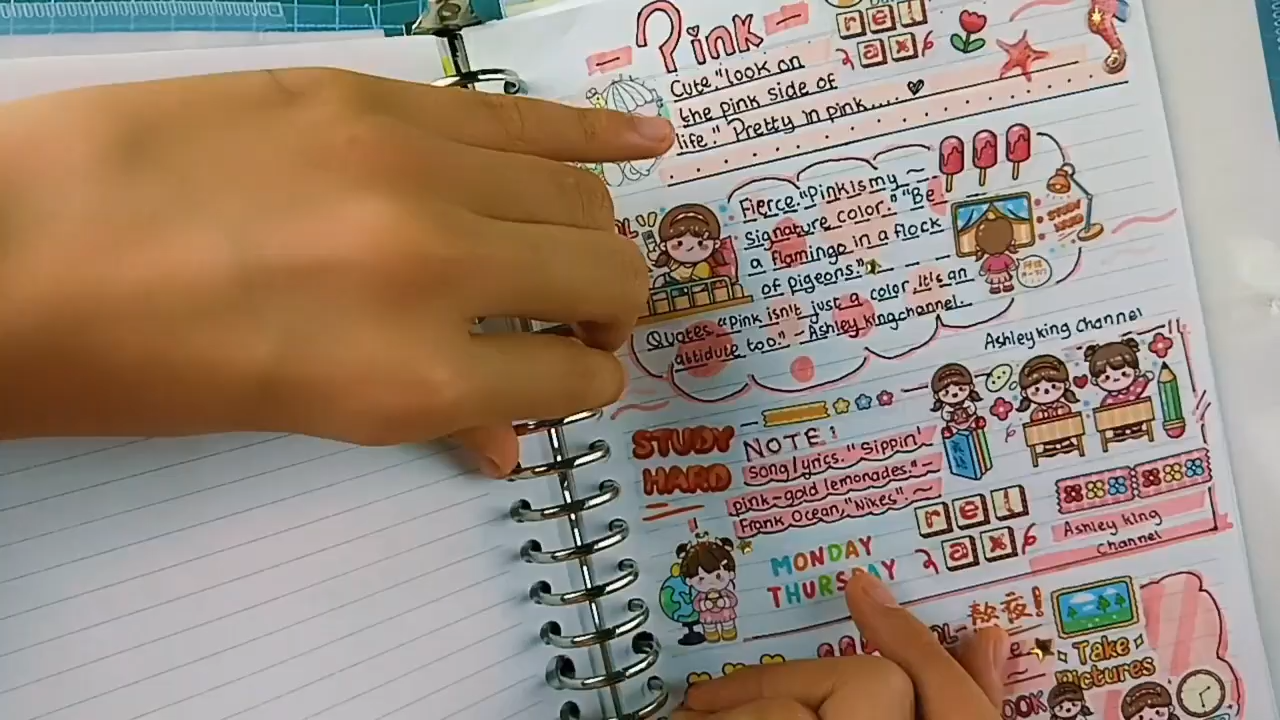 Pink
rel
ax
Cute."look on
the pink side of
life." Pretty in pink....
Fierce."Pink is my
signature color." "Be
a flamingo in a flock
of pigeons."
Quotes "Pink isn't just a color, It's an
attidute too." - Ashley king channel.
STUDY
HARD
Ashley king Channel
STUDY
HARD
NOTE:
song lyrics. "Sippin'
pink-gold lemonades."
Frank Ocean, "Nikes".
rel
ax
Ashley king
Channel
MONDAY
THURSDAY
熬夜!
Take
Pictures